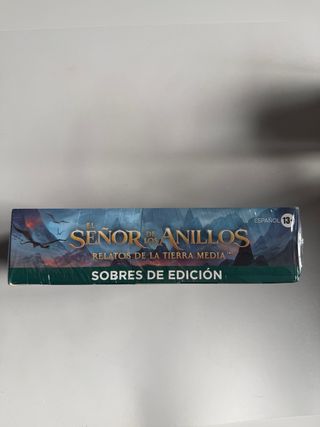 EL
SEÑOR DE LOS ANILLOS
RELATOS DE LA TIERRA MEDIA
SOBRES DE EDICIÓN
ESPAÑOL 13+